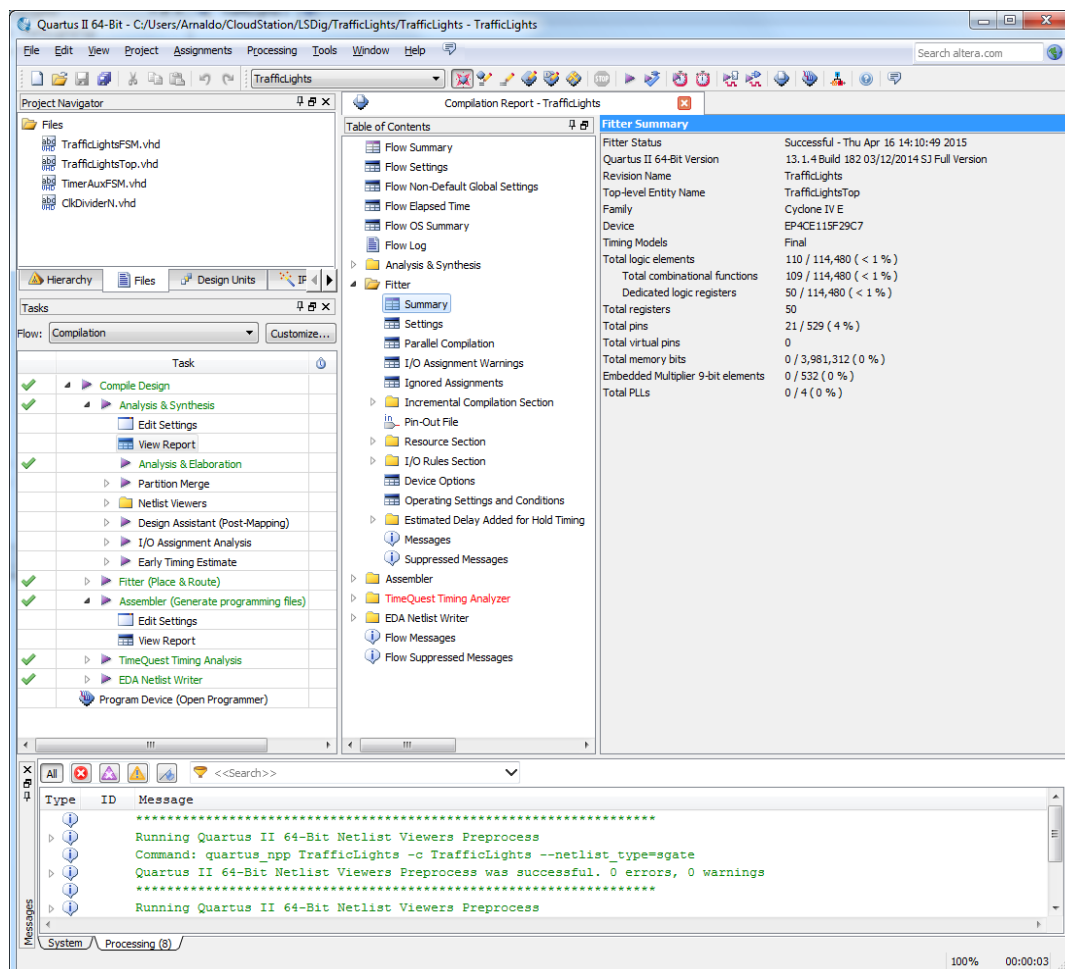 Quartus II 64-Bit - C:/Users/Arnaldo/CloudStation/LSDig/TrafficLights/TrafficLights - TrafficLights
File Edit View Project Assignments Processing Tools Window Help
Search altera.com
TrafficLights
STOP
Project Navigator
Files
TrafficLightsFSM.vhd
TrafficLightsTop.vhd
TimerAuxFSM.vhd
ClkDividerN.vhd
Hierarchy Files Design Units IF
Tasks
Flow: Compilation Customize...
Task
Compile Design
Analysis & Synthesis
Edit Settings
View Report
Analysis & Elaboration
Partition Merge
Netlist Viewers
Design Assistant (Post-Mapping)
I/O Assignment Analysis
Early Timing Estimate
Fitter (Place & Route)
Assembler (Generate programming files)
Edit Settings
View Report
TimeQuest Timing Analysis
EDA Netlist Writer
Program Device (Open Programmer)
Compilation Report - TrafficLights
Table of Contents
Flow Summary
Flow Settings
Flow Non-Default Global Settings
Flow Elapsed Time
Flow OS Summary
Flow Log
Analysis & Synthesis
Fitter
Summary
Settings
Parallel Compilation
I/O Assignment Warnings
Ignored Assignments
Incremental Compilation Section
Pin-Out File
Resource Section
I/O Rules Section
Device Options
Operating Settings and Conditions
Estimated Delay Added for Hold Timing
Messages
Suppressed Messages
Assembler
TimeQuest Timing Analyzer
EDA Netlist Writer
Flow Messages
Flow Suppressed Messages
Fitter Summary
Fitter Status Successful - Thu Apr 16 14:10:49 2015
Quartus II 64-Bit Version 13.1.4 Build 182 03/12/2014 SJ Full Version
Revision Name TrafficLights
Top-level Entity Name TrafficLightsTop
Family Cyclone IV E
Device EP4CE115F29C7
Timing Models Final
Total logic elements 110 / 114,480 ( < 1 % )
Total combinational functions 109 / 114,480 ( < 1 % )
Dedicated logic registers 50 / 114,480 ( < 1 % )
Total registers 50
Total pins 21 / 529 ( 4 % )
Total virtual pins 0
Total memory bits 0 / 3,981,312 ( 0 % )
Embedded Multiplier 9-bit elements 0 / 532 ( 0 % )
Total PLLs 0 / 4 ( 0 % )
All <<Search>>
Type ID Message
*******************************************************************
Running Quartus II 64-Bit Netlist Viewers Preprocess
Command: quartus_npp TrafficLights -c TrafficLights --netlist_type=sgate
Quartus II 64-Bit Netlist Viewers Preprocess was successful. 0 errors, 0 warnings
*******************************************************************
Running Quartus II 64-Bit Netlist Viewers Preprocess
Messages
System Processing (8)
100% 00:00:03